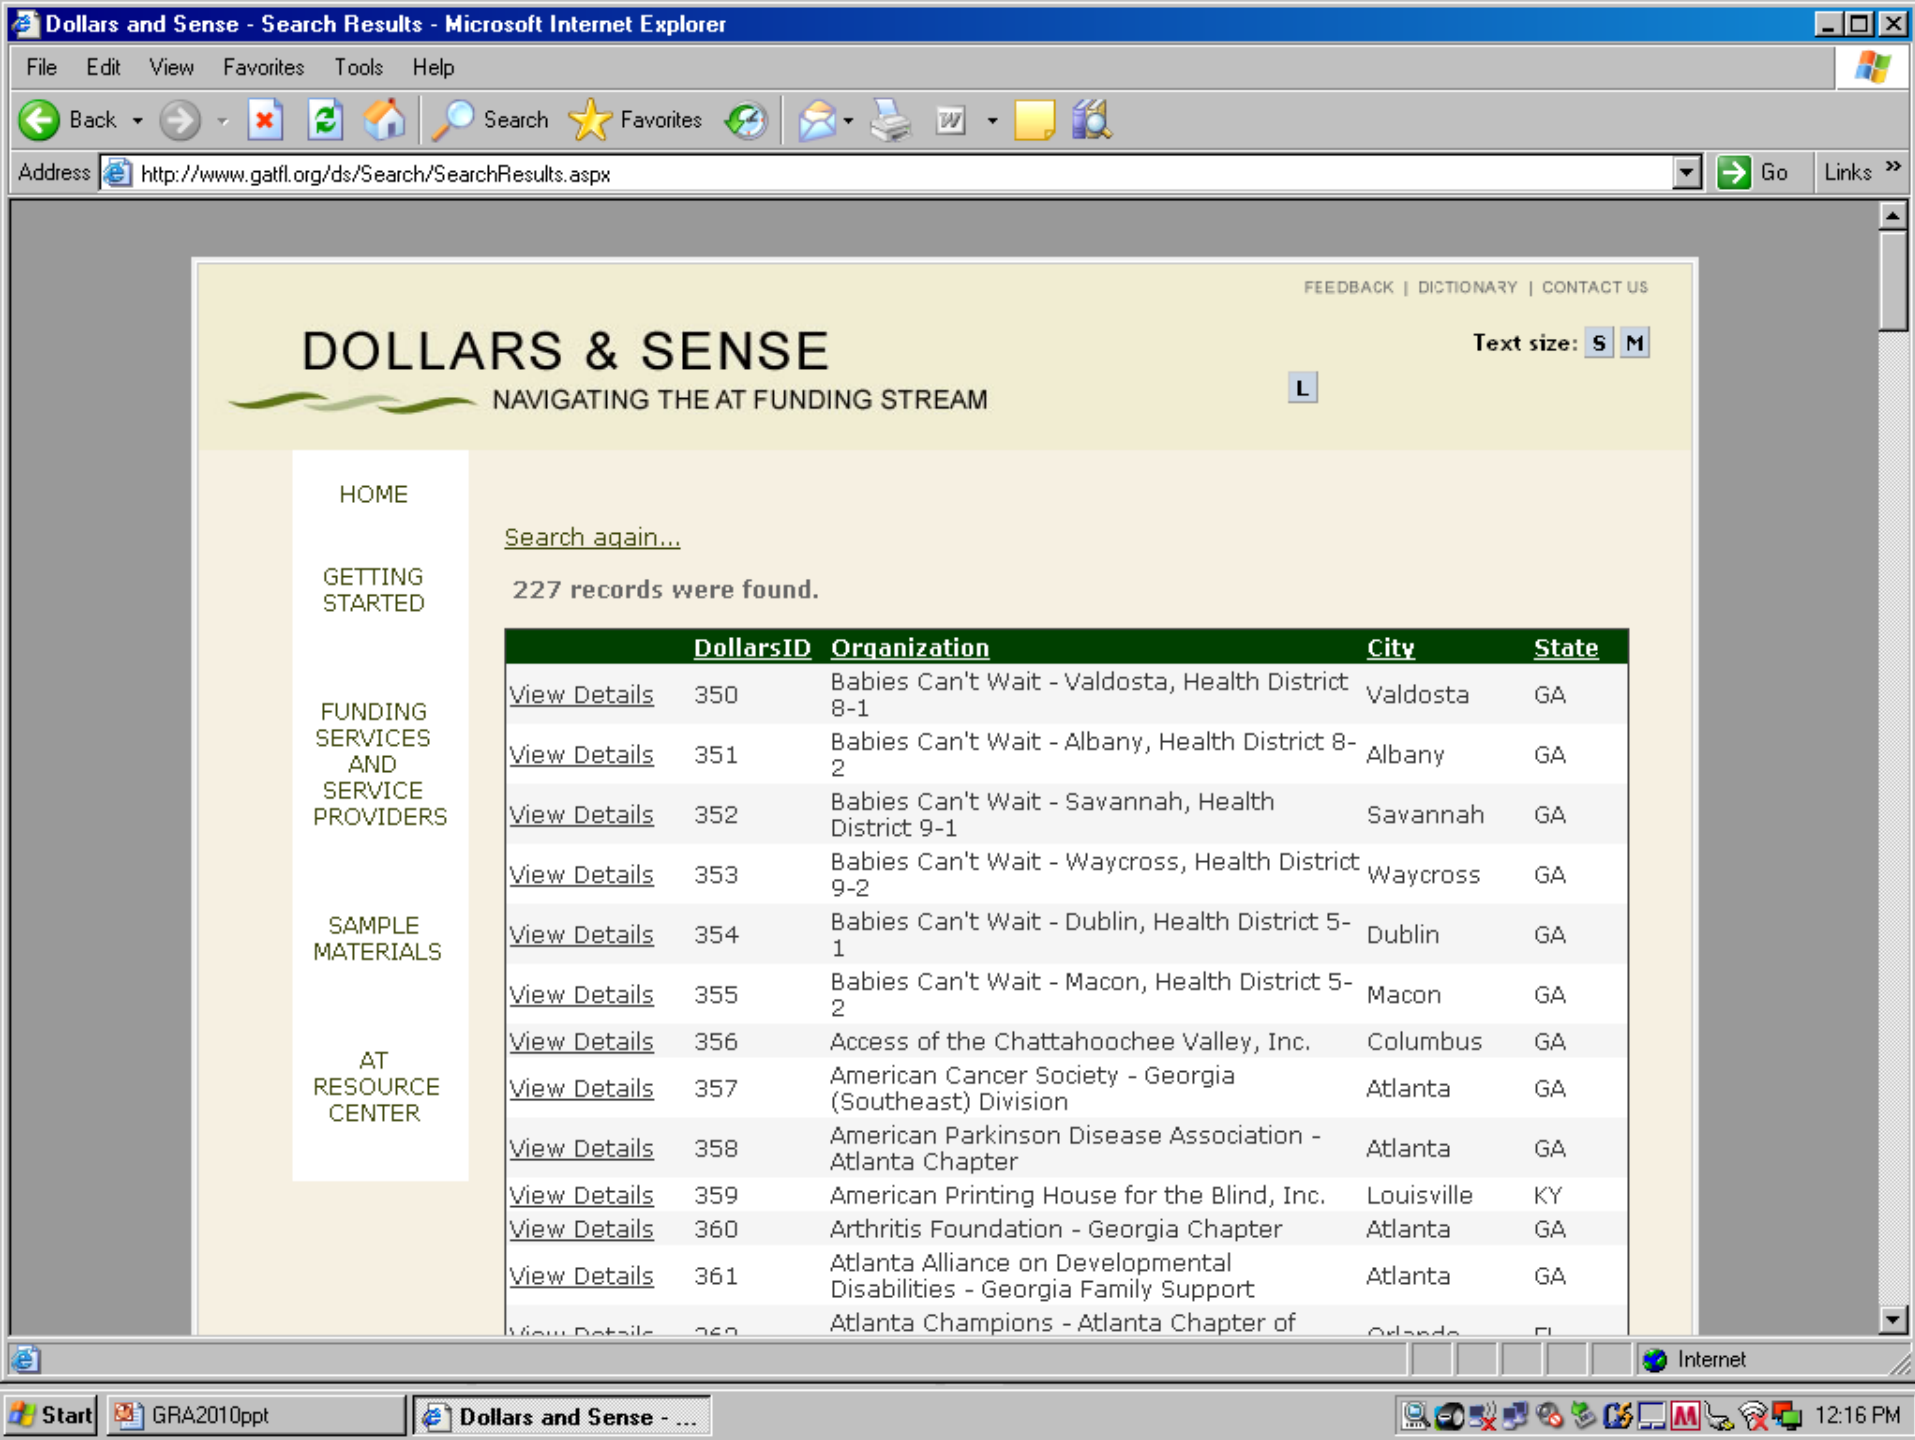 Dollars and Sense - Search Results - Microsoft Internet Explorer
File Edit View Favorites Tools Help
Back Search Favorites
Address http://www.gatfl.org/ds/Search/SearchResults.aspx Go Links »
FEEDBACK | DICTIONARY | CONTACT US
DOLLARS & SENSE
NAVIGATING THE AT FUNDING STREAM
Text size: S M
L
HOME
GETTING
STARTED
FUNDING
SERVICES
AND
SERVICE
PROVIDERS
SAMPLE
MATERIALS
AT
RESOURCE
CENTER
Search again...
227 records were found.
DollarsID Organization City State
View Details 350 Babies Can't Wait - Valdosta, Health District
8-1 Valdosta GA
View Details 351 Babies Can't Wait - Albany, Health District 8-
2 Albany GA
View Details 352 Babies Can't Wait - Savannah, Health
District 9-1 Savannah GA
View Details 353 Babies Can't Wait - Waycross, Health District
9-2 Waycross GA
View Details 354 Babies Can't Wait - Dublin, Health District 5-
1 Dublin GA
View Details 355 Babies Can't Wait - Macon, Health District 5-
2 Macon GA
View Details 356 Access of the Chattahoochee Valley, Inc. Columbus GA
View Details 357 American Cancer Society - Georgia
(Southeast) Division Atlanta GA
View Details 358 American Parkinson Disease Association -
Atlanta Chapter Atlanta GA
View Details 359 American Printing House for the Blind, Inc. Louisville KY
View Details 360 Arthritis Foundation - Georgia Chapter Atlanta GA
View Details 361 Atlanta Alliance on Developmental
Disabilities - Georgia Family Support Atlanta GA
View Details 362 Atlanta Champions - Atlanta Chapter of
Orlando FL
Internet
Start GRA2010ppt Dollars and Sense - ... 12:16 PM